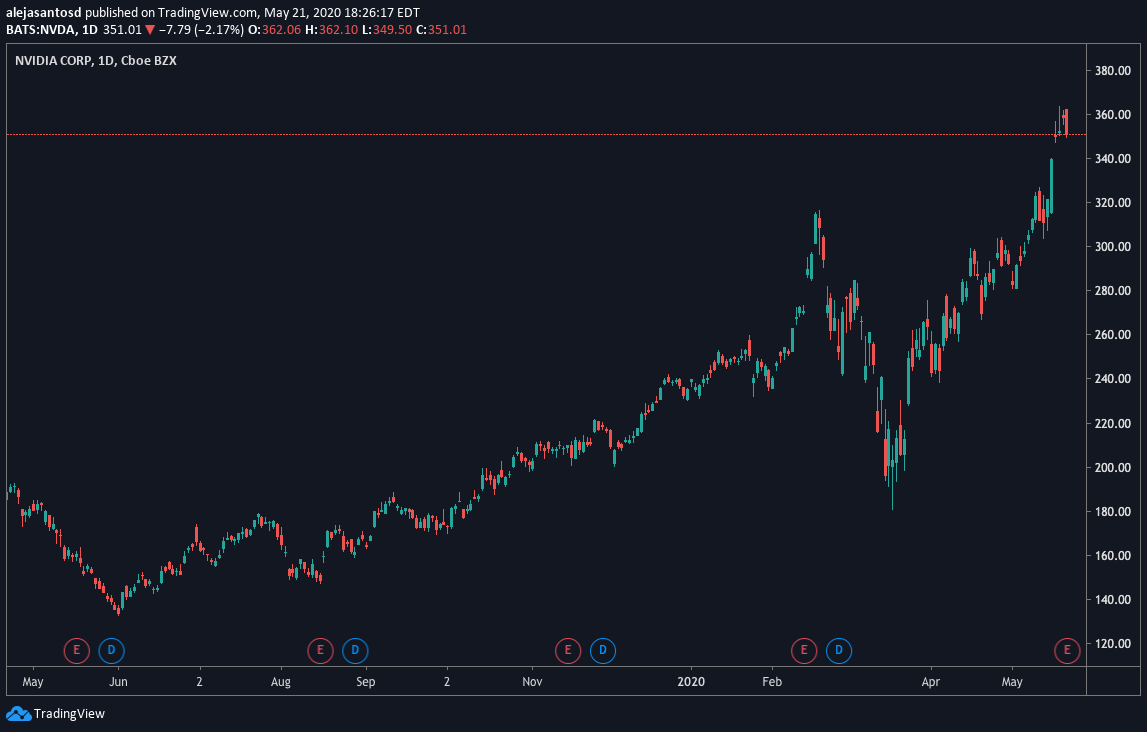 alejasantosd published on TradingView.com, May 21, 2020 18:26:17 EDT
BATS:NVDA, 1D 351.01 ▼ −7.79 (−2.17%) O:362.06 H:362.10 L:349.50 C:351.01
NVIDIA CORP, 1D, Cboe BZX
380.00
360.00
340.00
320.00
300.00
280.00
260.00
240.00
220.00
200.00
180.00
160.00
140.00
120.00
E D E D E D E D E
May Jun 2 Aug Sep 2 Nov 2020 Feb Apr May
TradingView